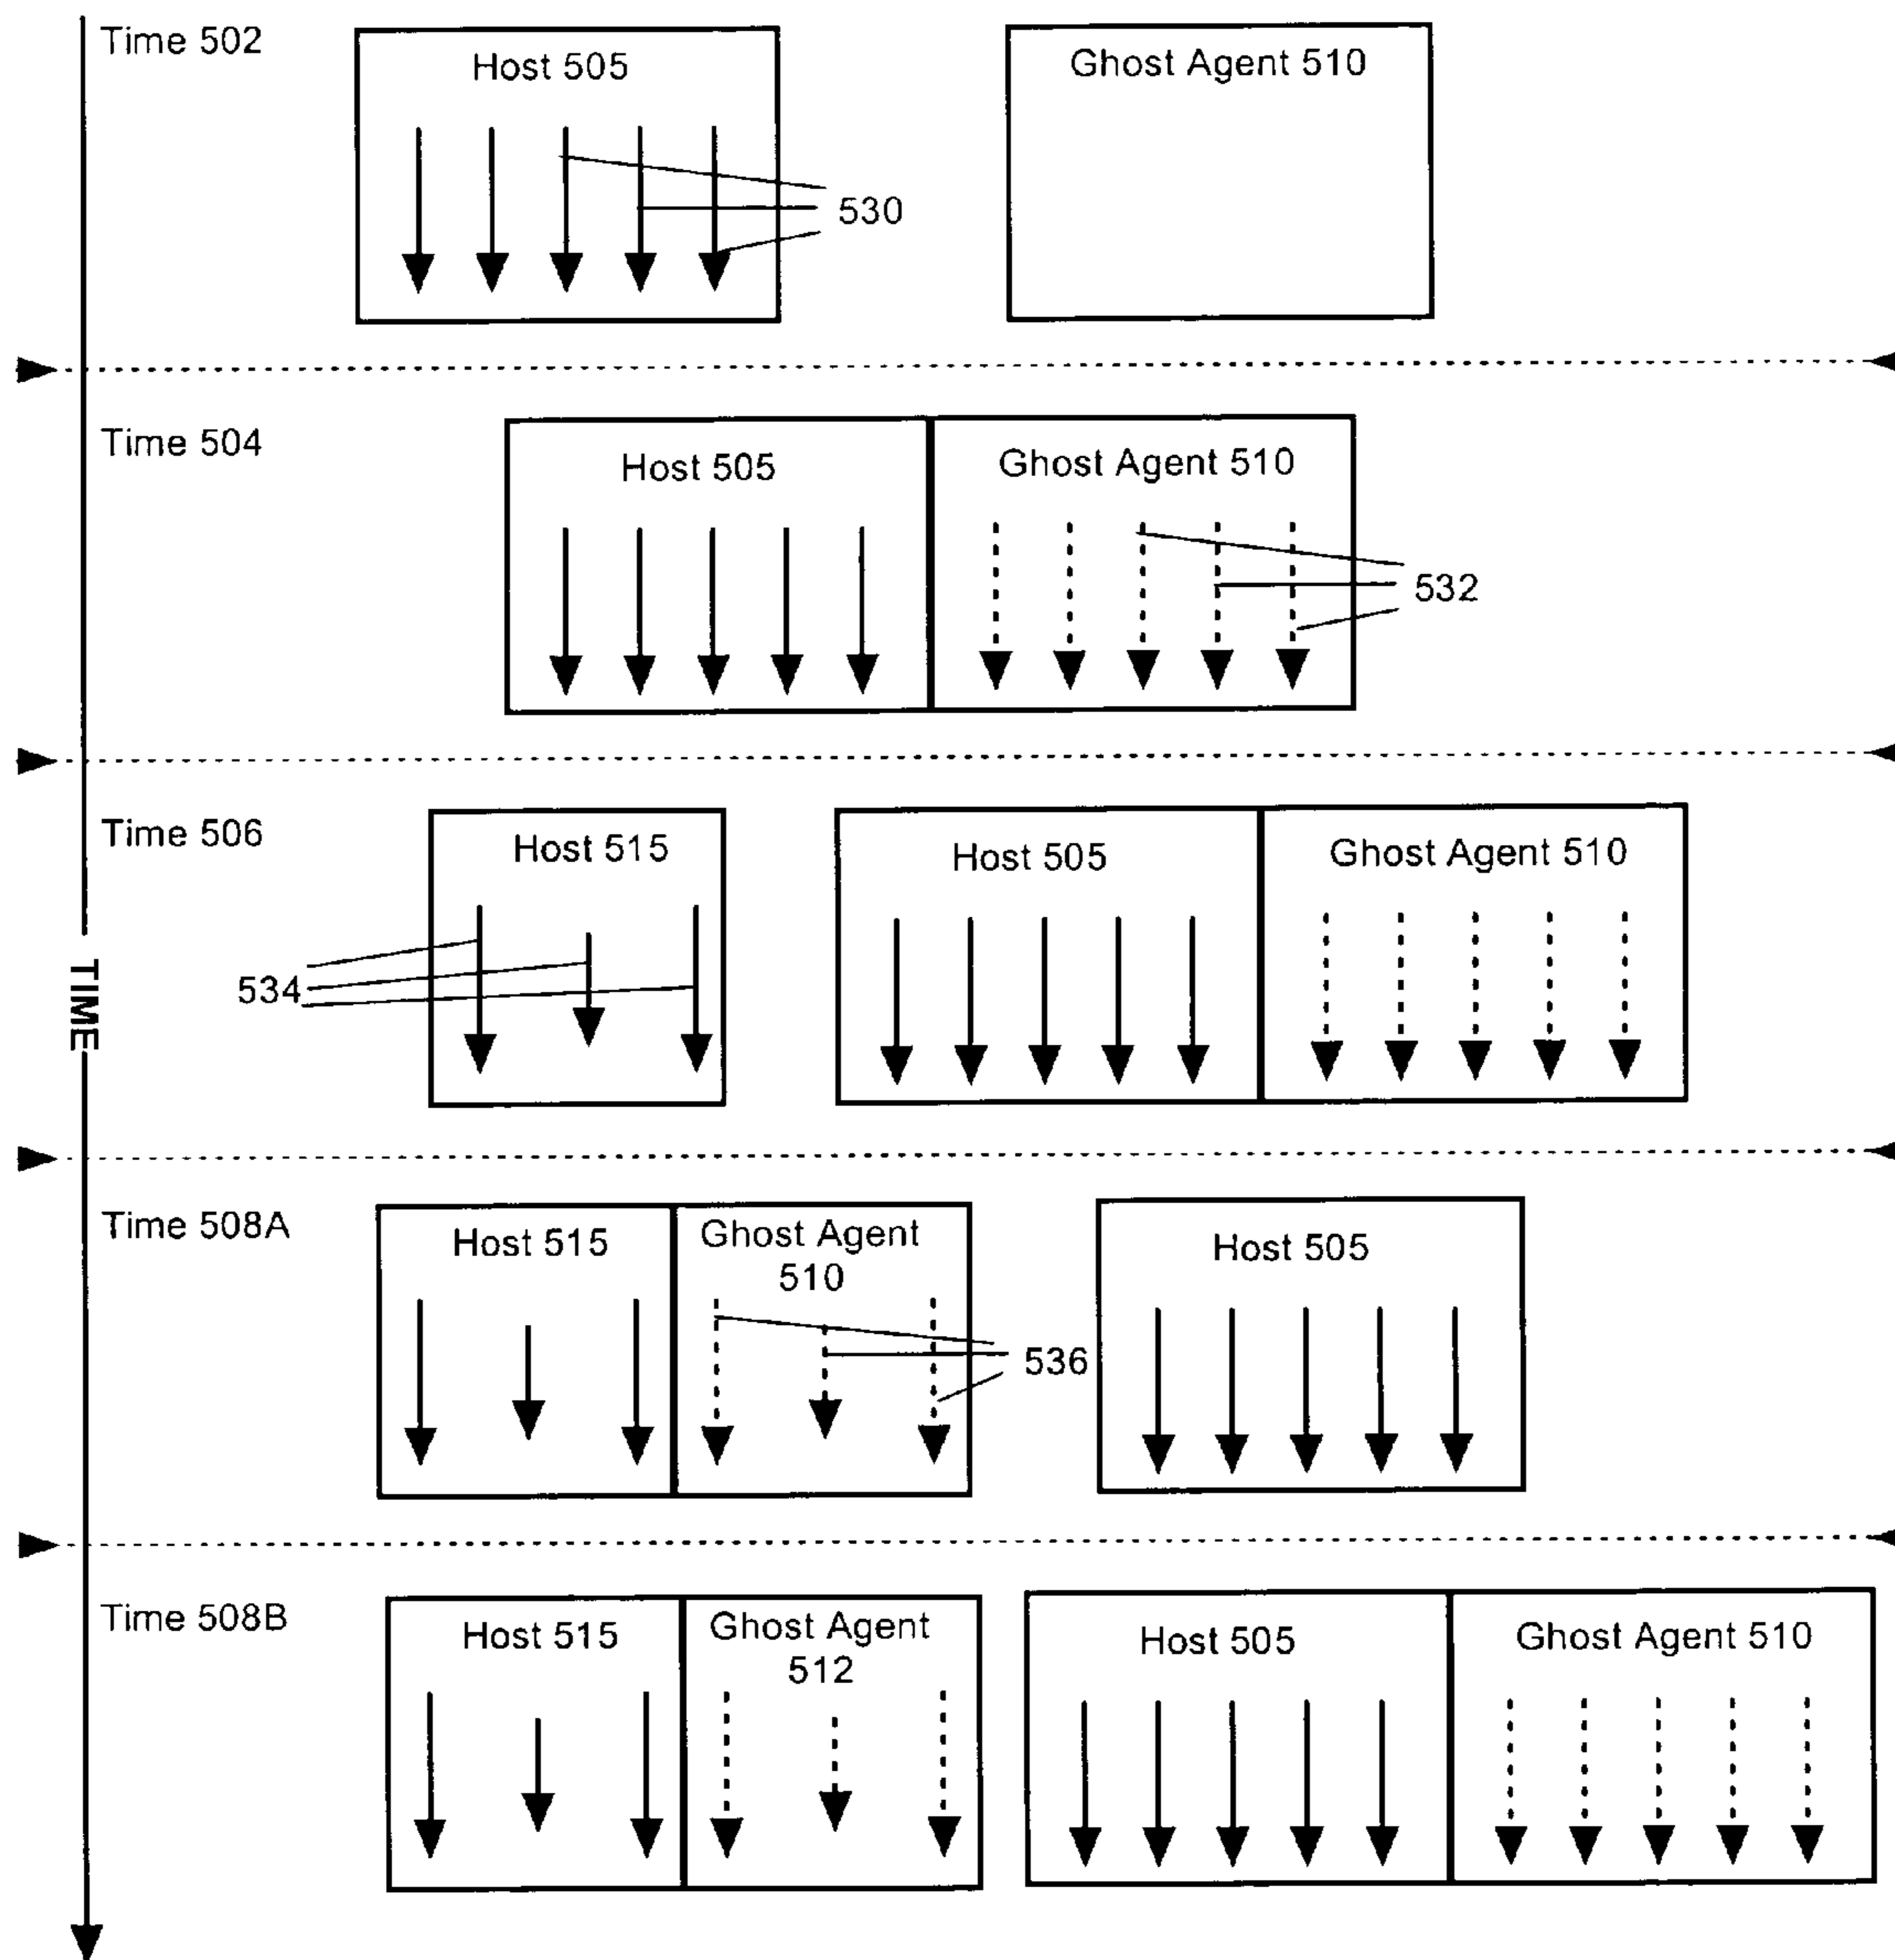 Time 502
Host 505
Ghost Agent 510
530
Time 504
Host 505
Ghost Agent 510
532
Time 506
Host 515
Host 505
Ghost Agent 510
534
TIME
Time 508A
Host 515
Ghost Agent
510
Host 505
536
Time 508B
Host 515
Ghost Agent
512
Host 505
Ghost Agent 510